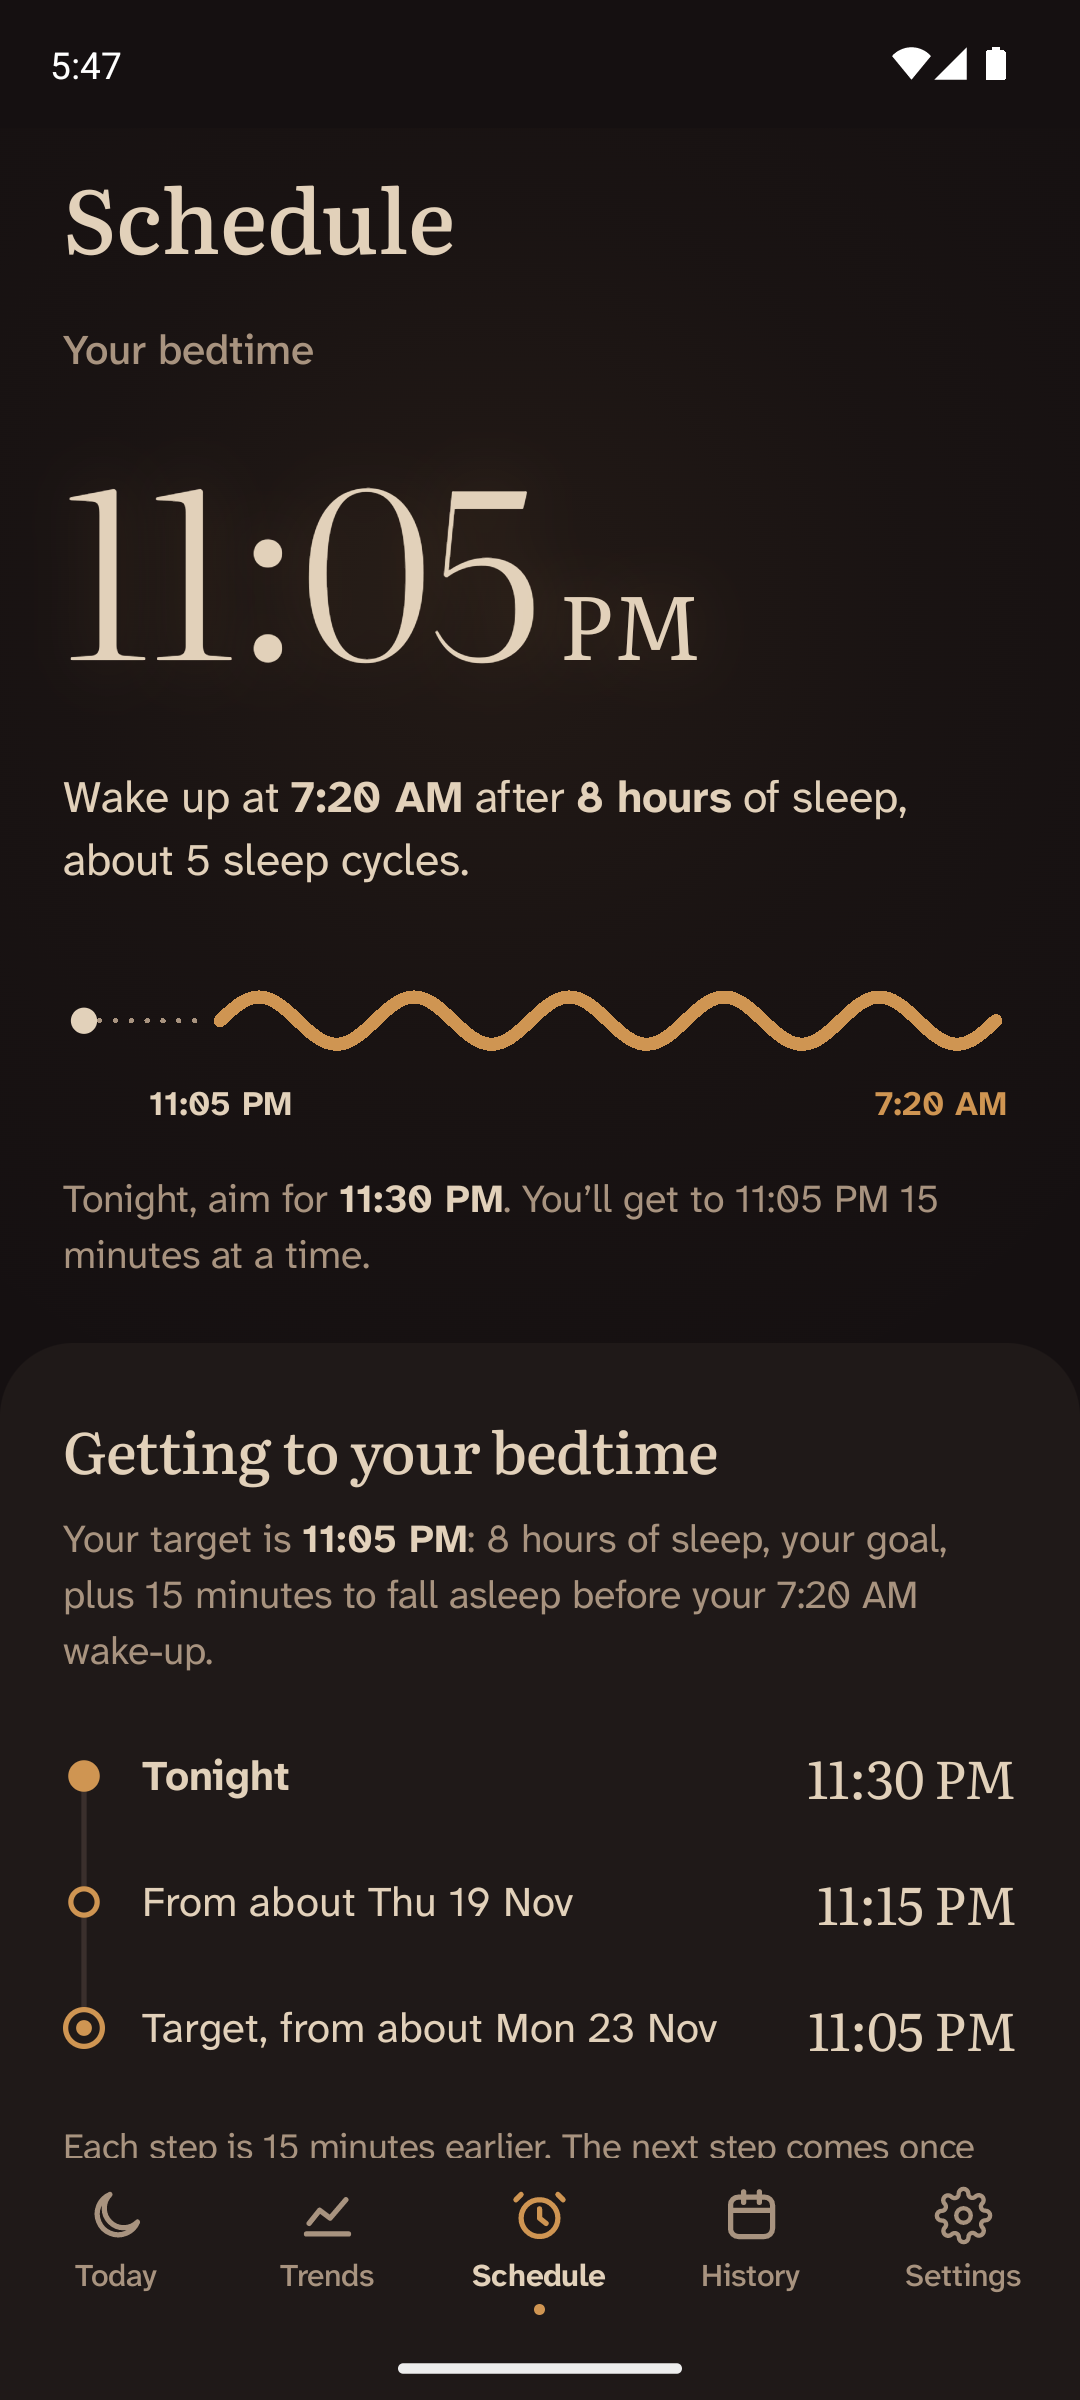 5:47
Schedule
Your bedtime
11:05 PM
Wake up at 7:20 AM after 8 hours of sleep,
about 5 sleep cycles.
11:05 PM
7:20 AM
Tonight, aim for 11:30 PM. You’ll get to 11:05 PM 15
minutes at a time.
Getting to your bedtime
Your target is 11:05 PM: 8 hours of sleep, your goal,
plus 15 minutes to fall asleep before your 7:20 AM
wake-up.
Tonight 11:30 PM
From about Thu 19 Nov 11:15 PM
Target, from about Mon 23 Nov 11:05 PM
Each step is 15 minutes earlier. The next step comes once
Today Trends Schedule History Settings